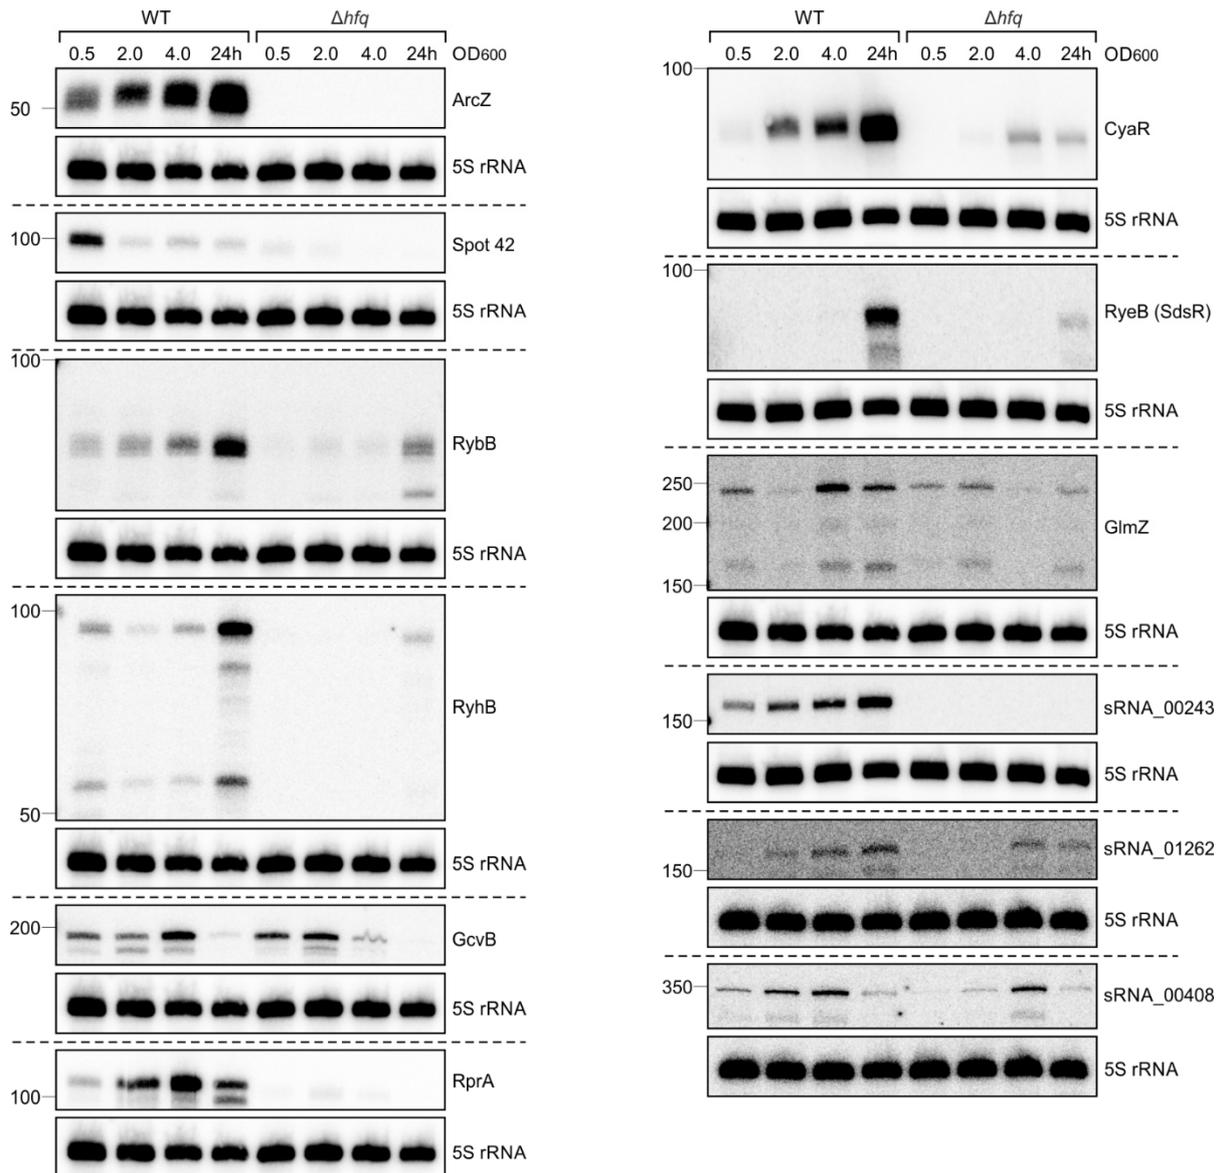 WT Δhfq
0.5 2.0 4.0 24h 0.5 2.0 4.0 24h OD600
50 ArcZ
5S rRNA
100 Spot 42
5S rRNA
100
RybB
5S rRNA
100
RyhB
50
5S rRNA
200
GcvB
5S rRNA
RprA
100
5S rRNA
WT Δhfq
0.5 2.0 4.0 24h 0.5 2.0 4.0 24h OD600
100
CyaR
5S rRNA
100
RyeB (SdsR)
5S rRNA
250
200
GlmZ
150
5S rRNA
sRNA_00243
150
5S rRNA
sRNA_01262
150
5S rRNA
350
sRNA_00408
5S rRNA